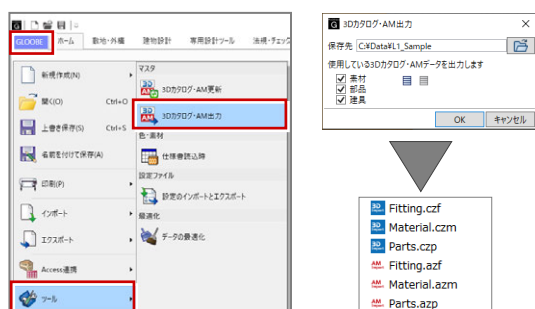 GLOOBE ホーム 敷地・外構 建物設計 専用設計ツール 法規・チェック
新規作成(N)
開く(O) Ctrl+O
上書き保存(S) Ctrl+S
名前を付けて保存(A)
印刷(P)
インポート
エクスポート
Access連携
ツール
マスタ
3Dカタログ・AM更新
3Dカタログ・AM出力
色・素材
仕様書読込時
設定ファイル
設定のインポートとエクスポート
最適化
データの最適化
3Dカタログ・AM出力
保存先 C:¥Data¥L1_Sample
使用している3Dカタログ・AMデータを出力します
素材
部品
建具
OK キャンセル
3D Fitting.czf
3D Material.czm
3D Parts.czp
AM Fitting.azf
AM Material.azm
AM Parts.azp